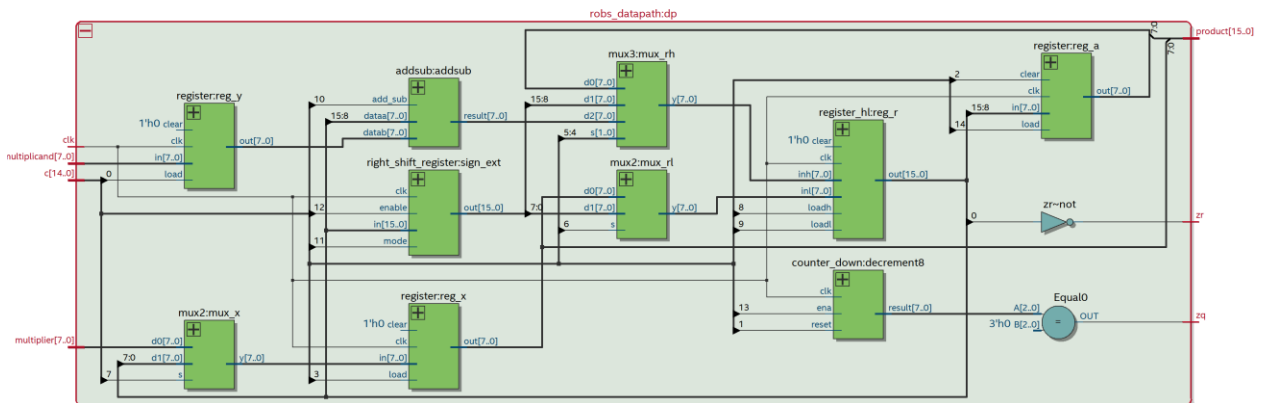 robs_datapath:dp
product[15..0]
7:0
7:0
register:reg_a
2
clear
clk
15:8
in[7..0]
out[7..0]
14
load
mux3:mux_rh
d0[7..0]
15:8
d1[7..0]
y[7..0]
d2[7..0]
5:4
s[1..0]
addsub:addsub
10
add_sub
15:8
dataa[7..0]
result[7..0]
datab[7..0]
register:reg_y
1'h0 clear
clk
in[7..0]
out[7..0]
0
load
clk
multiplicand[7..0]
c[14..0]
register_hl:reg_r
1'h0 clear
clk
inh[7..0]
out[15..0]
inl[7..0]
8
loadh
9
loadl
right_shift_register:sign_ext
clk
12
enable
out[15..0]
in[15..0]
11
mode
mux2:mux_rl
d0[7..0]
7:0
d1[7..0]
y[7..0]
6
s
0
zr~not
zr
counter_down:decrement8
clk
13
ena
result[7..0]
1
reset
Equal0
A[2..0]
3'h0 B[2..0]
=
OUT
zq
register:reg_x
1'h0 clear
clk
in[7..0]
out[7..0]
3
load
mux2:mux_x
multiplier[7..0]
d0[7..0]
7:0
d1[7..0]
y[7..0]
7
s